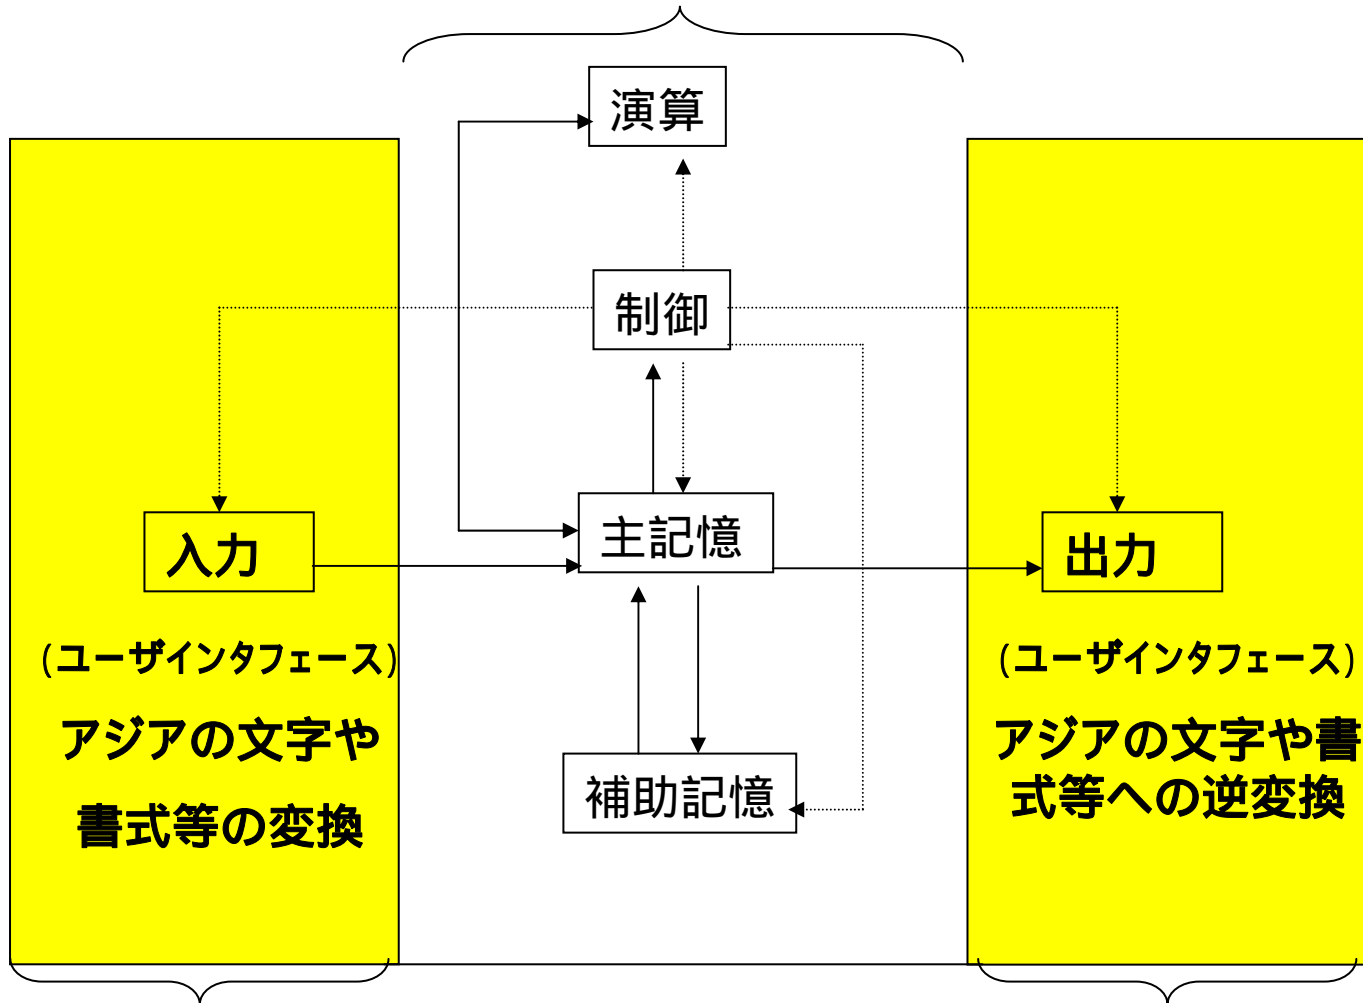 演算
制御
入力
主記憶
出力
(ユーザインタフェース)
アジアの文字や
書式等の変換
補助記憶
(ユーザインタフェース)
アジアの文字や書
式等への逆変換